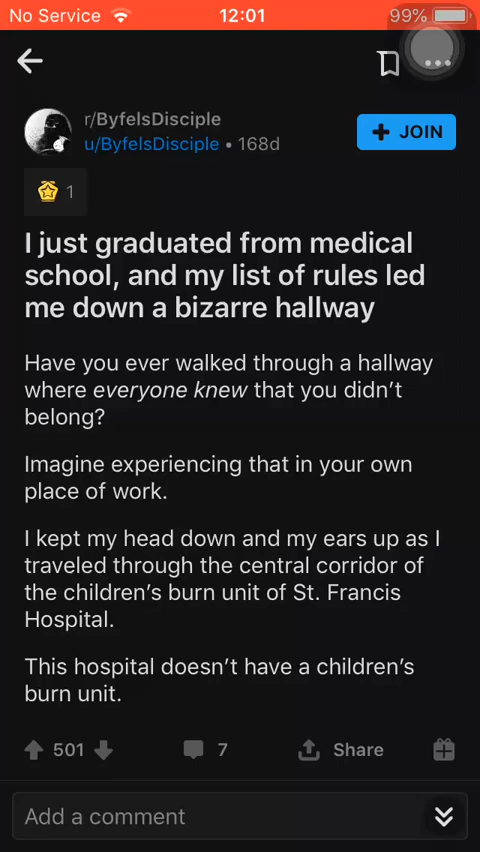 No Service 12:01 99%
r/ByfelsDisciple
u/ByfelsDisciple • 168d
JOIN
1
I just graduated from medical
school, and my list of rules led
me down a bizarre hallway
Have you ever walked through a hallway
where everyone knew that you didn't
belong?
Imagine experiencing that in your own
place of work.
I kept my head down and my ears up as I
traveled through the central corridor of
the children's burn unit of St. Francis
Hospital.
This hospital doesn't have a children's
burn unit.
501 7 Share
Add a comment